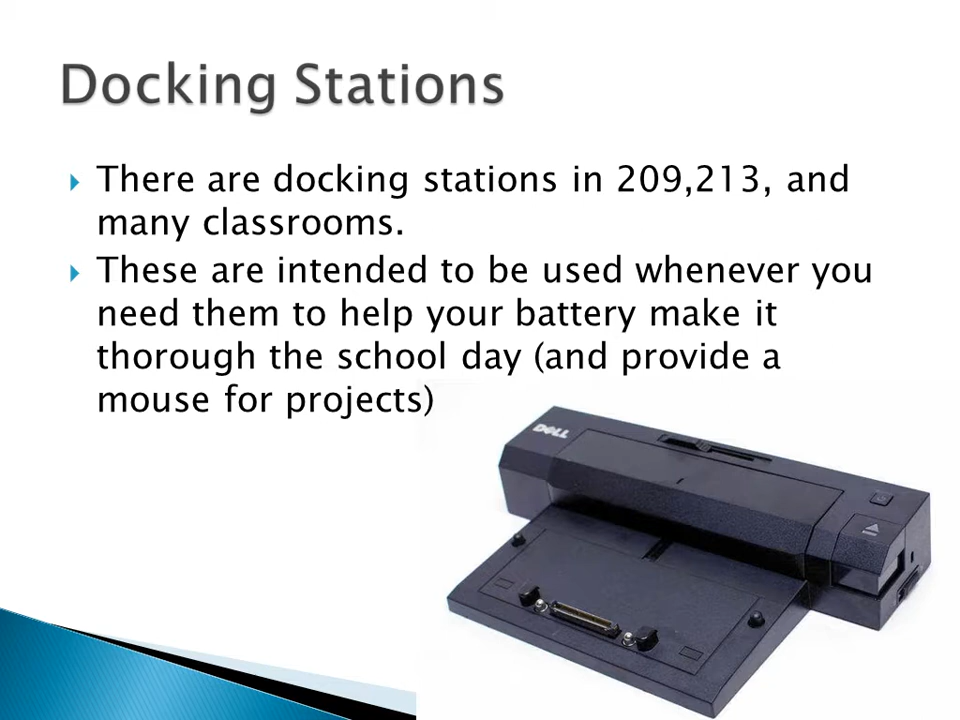 Docking Stations
There are docking stations in 209,213, and
many classrooms.
These are intended to be used whenever you
need them to help your battery make it
thorough the school day (and provide a
mouse for projects)
DELL